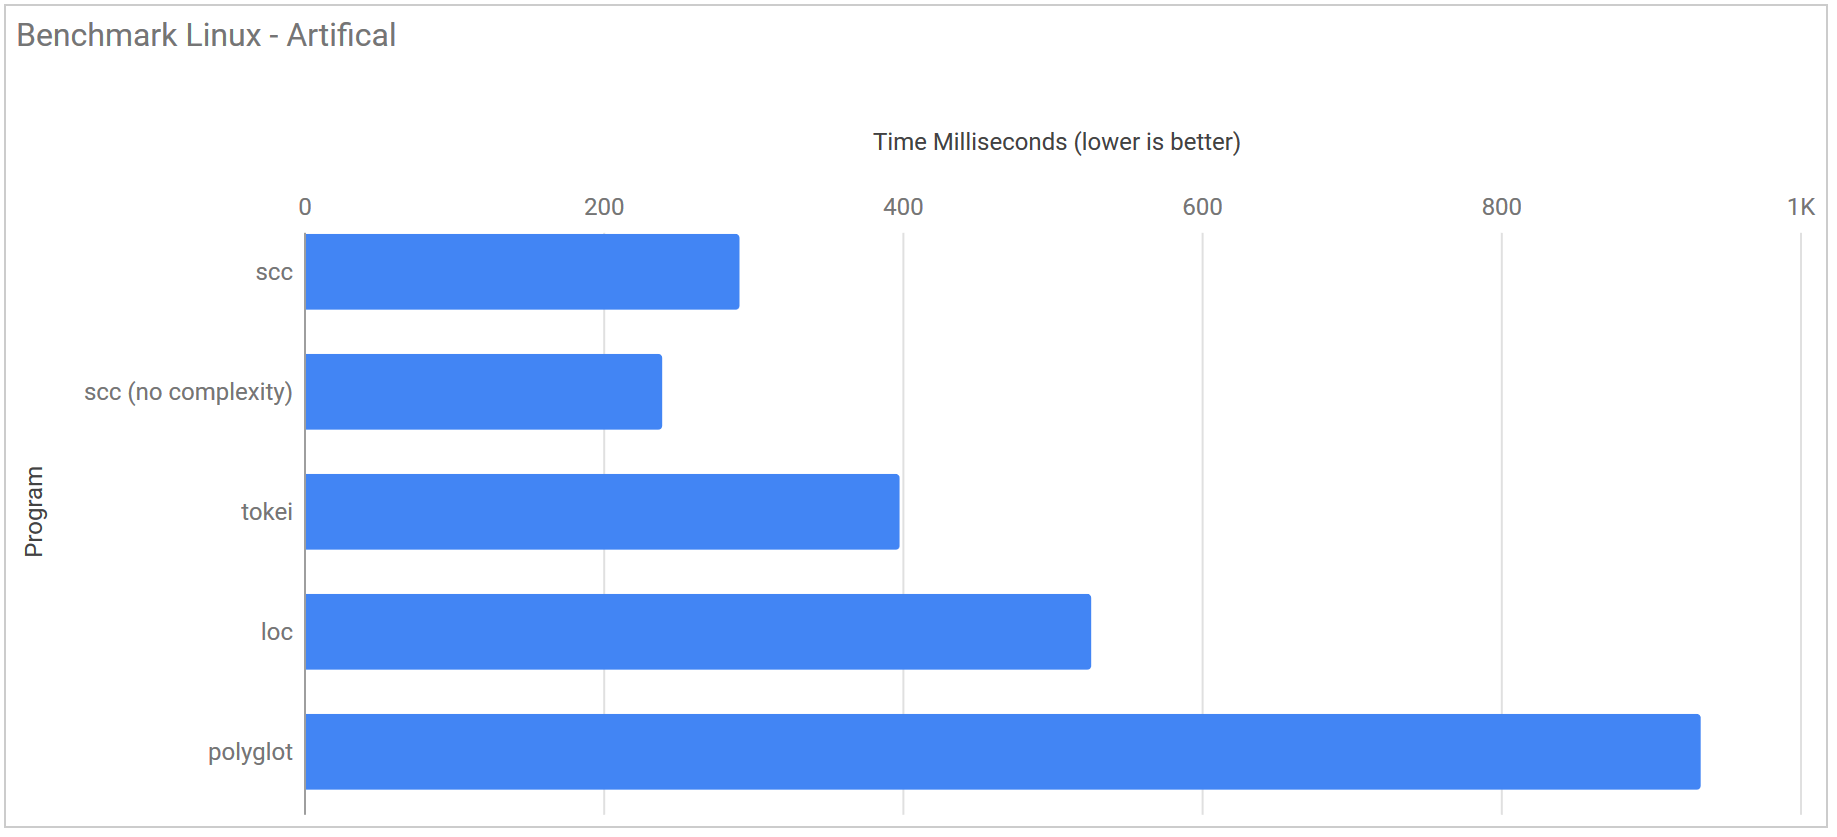 Benchmark Linux - Artifical
Time Milliseconds (lower is better)
0 200 400 600 800 1K
scc
scc (no complexity)
tokei
loc
polyglot
Program